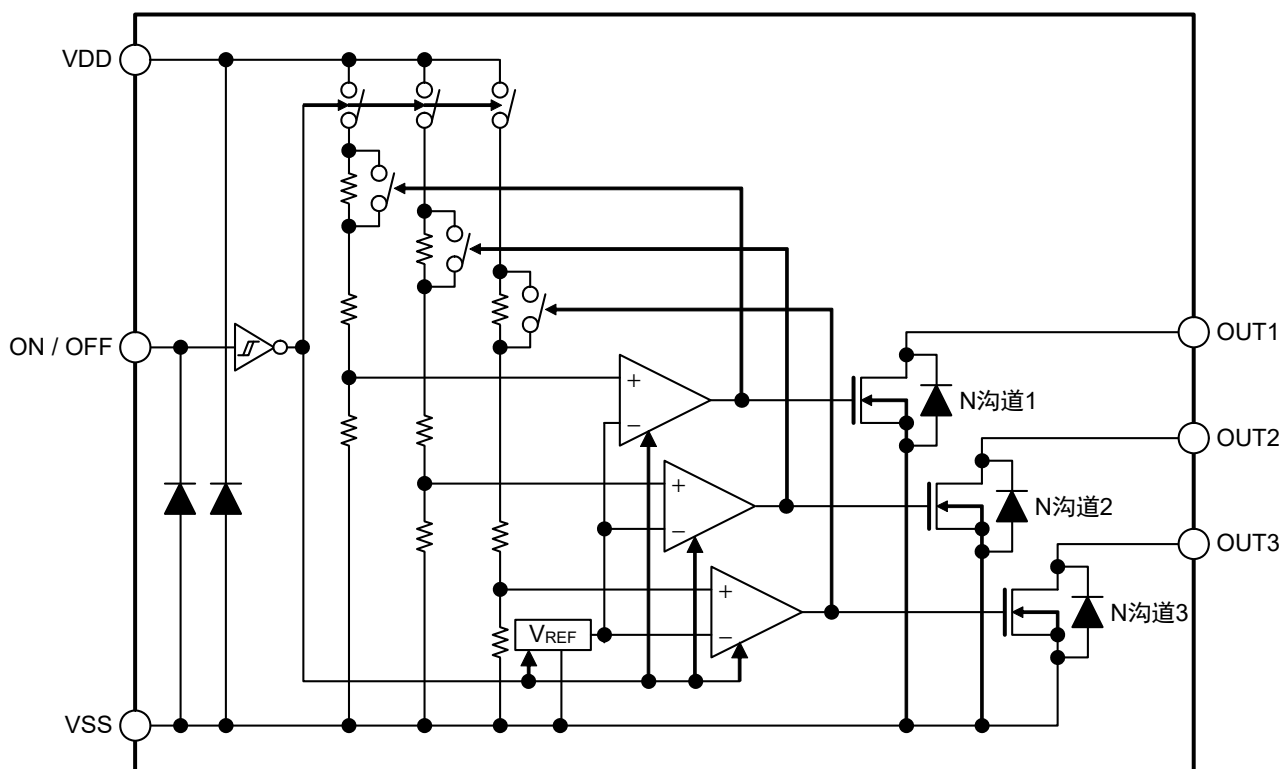 VDD
ON / OFF
OUT1
+
−
N沟道1
OUT2
+
−
N沟道2
OUT3
+
−
N沟道3
VREF
VSS